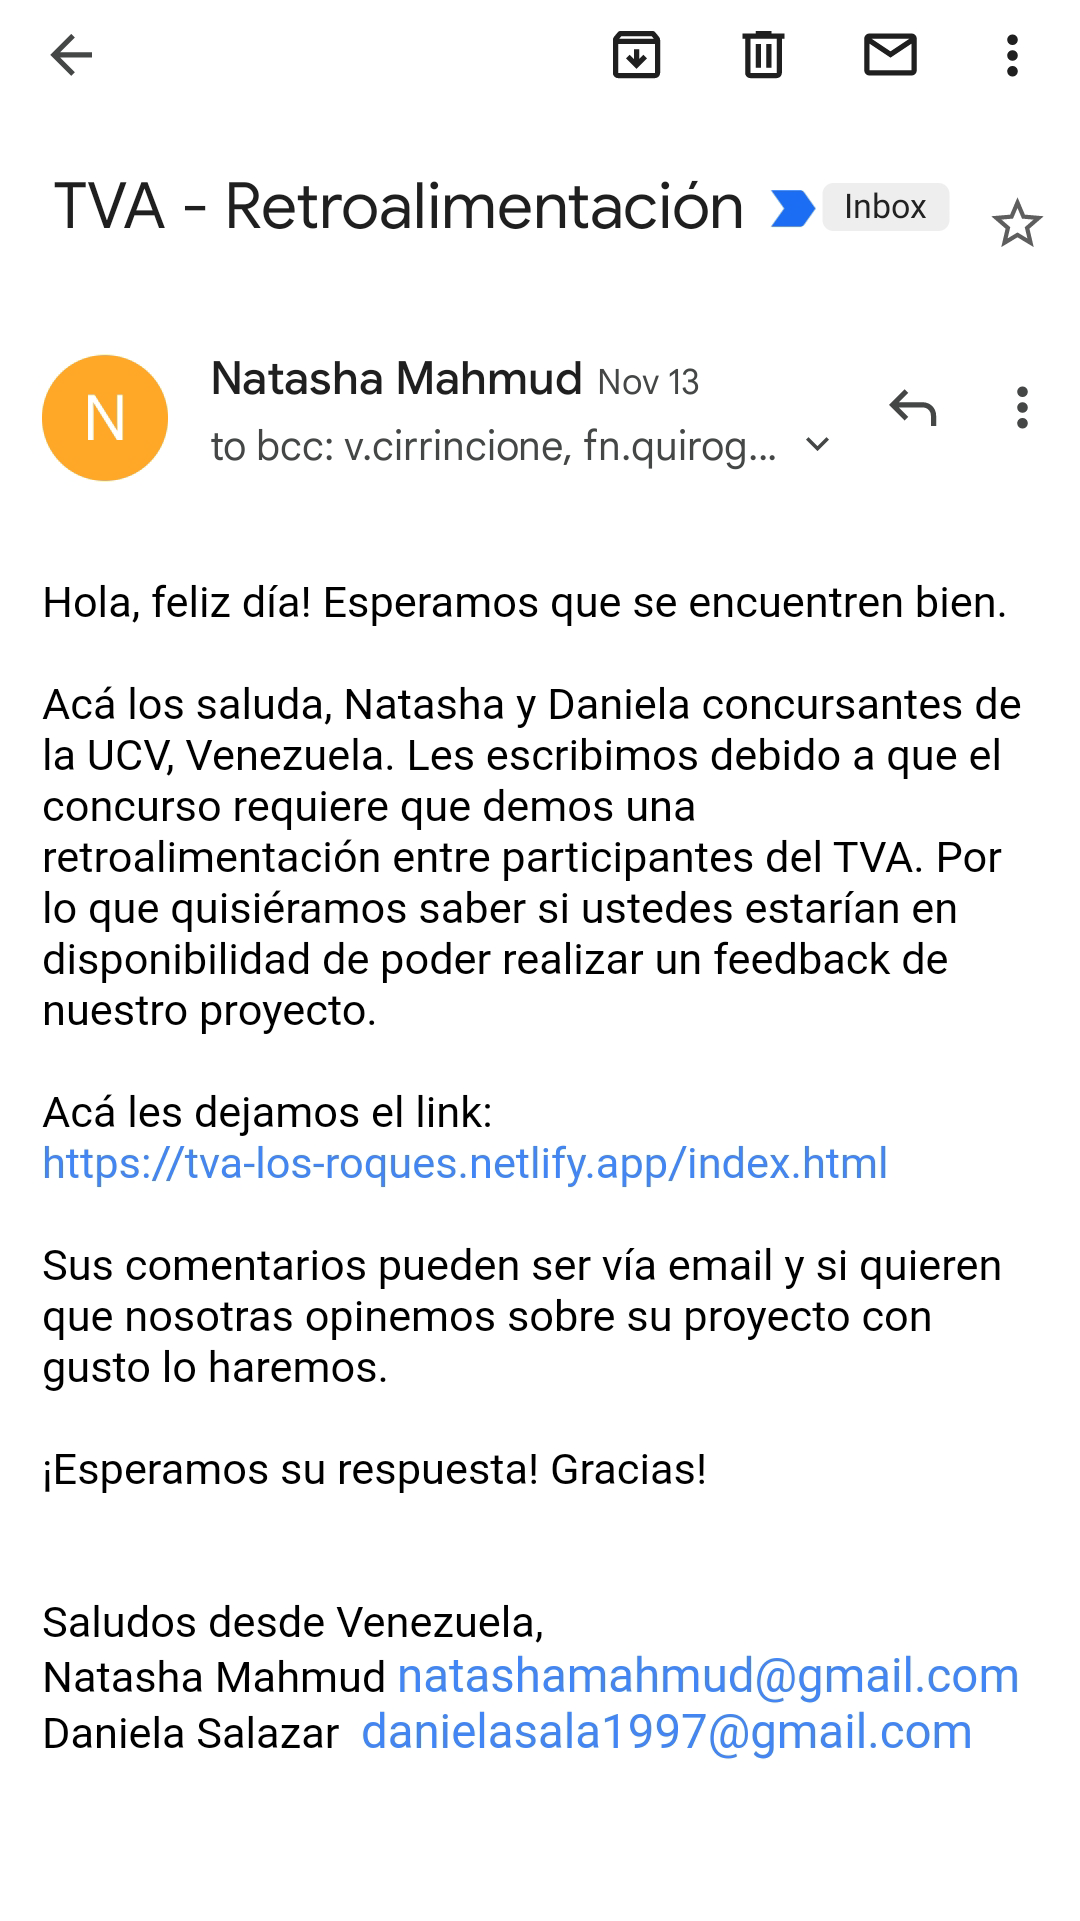 TVA - Retroalimentación Inbox
N
Natasha Mahmud Nov 13
to bcc: v.cirrincione, fn.quirog...
Hola, feliz día! Esperamos que se encuentren bien.
Acá los saluda, Natasha y Daniela concursantes de
la UCV, Venezuela. Les escribimos debido a que el
concurso requiere que demos una
retroalimentación entre participantes del TVA. Por
lo que quisiéramos saber si ustedes estarían en
disponibilidad de poder realizar un feedback de
nuestro proyecto.
Acá les dejamos el link:
https://tva-los-roques.netlify.app/index.html
Sus comentarios pueden ser vía email y si quieren
que nosotras opinemos sobre su proyecto con
gusto lo haremos.
¡Esperamos su respuesta! Gracias!
Saludos desde Venezuela,
Natasha Mahmud natashamahmud@gmail.com
Daniela Salazar danielasala1997@gmail.com